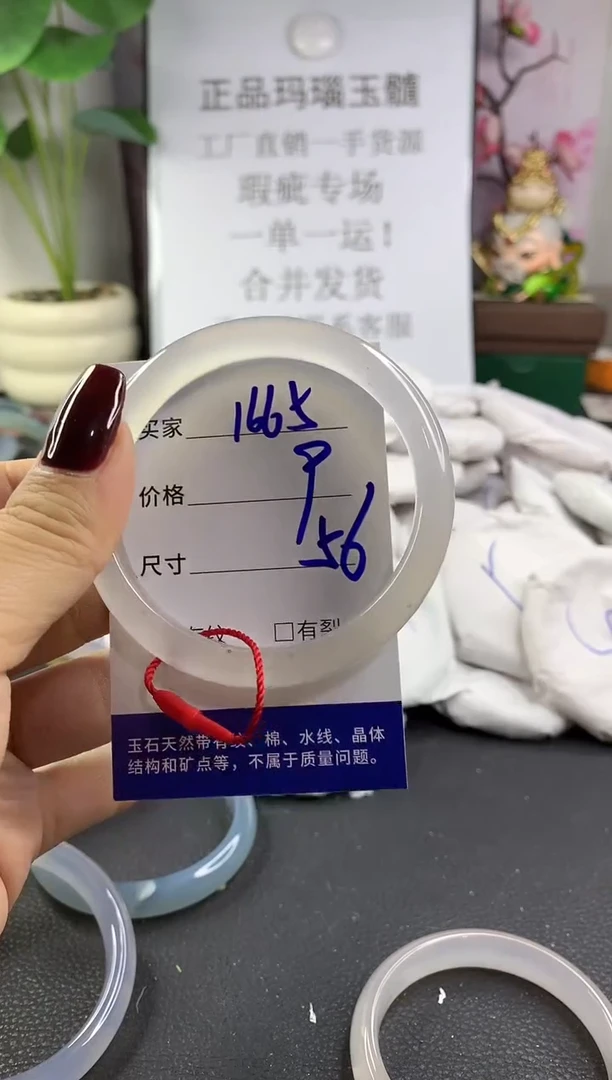 正品玛瑙玉髓
工厂直销一手货源
瑕疵专场
一单一运!
合并发货
客服
买家 1665
价格
尺寸 56
纹 □有裂
玉石天然带有纹、棉、水线、晶体
结构和矿点等，不属于质量问题。